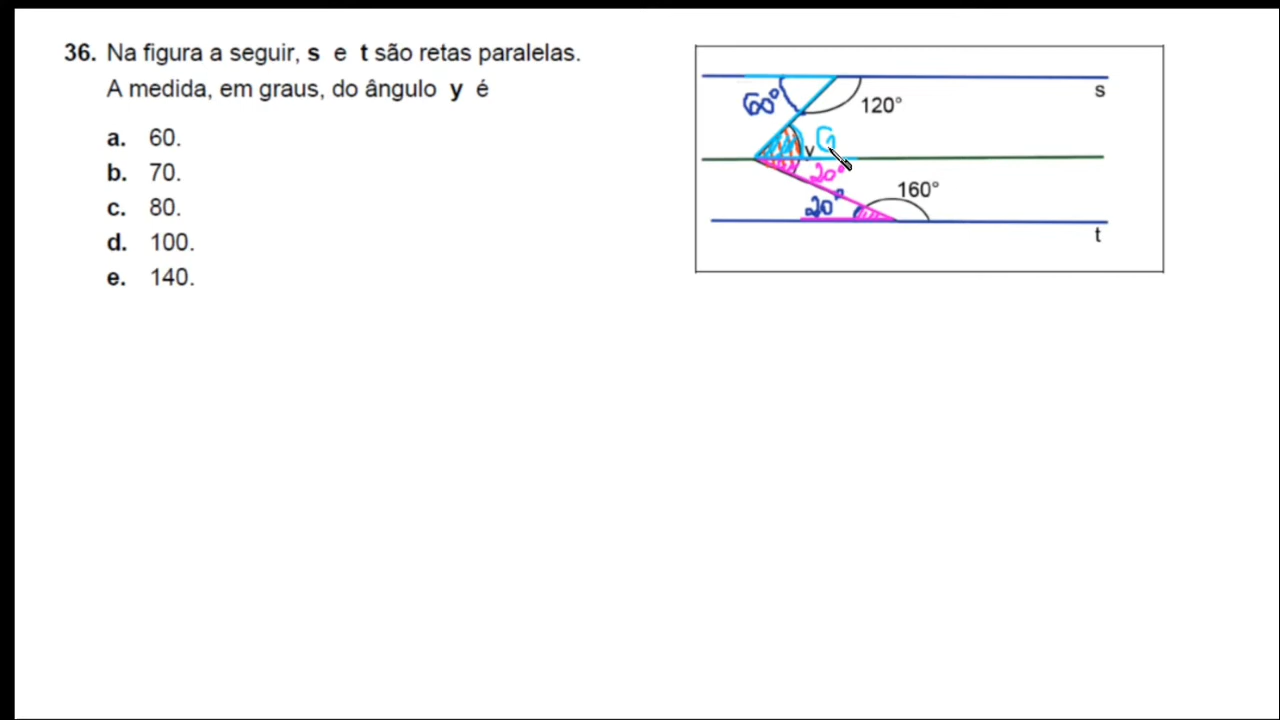 36. Na figura a seguir, s e t são retas paralelas.
A medida, em graus, do ângulo y é
a. 60.
b. 70.
c. 80.
d. 100.
e. 140.
s
60°
120°
y
20°
160°
20°
t